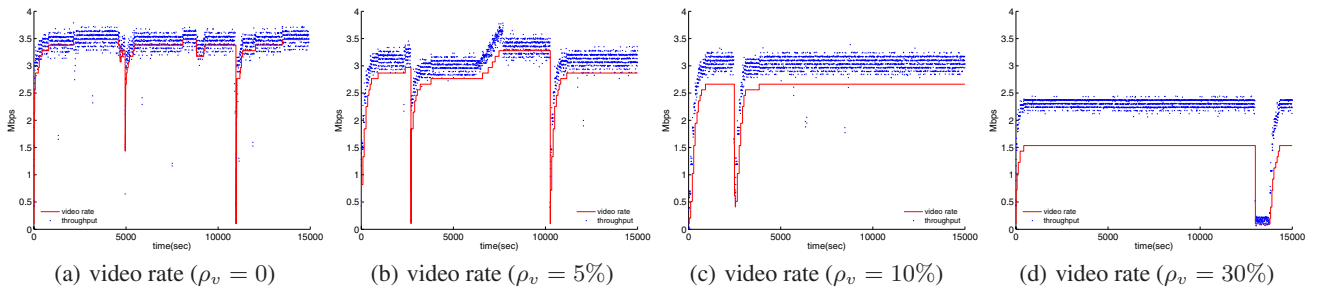 4
3.5
3
2.5
2
1.5
1
0.5
0
Mbps
0
5000
10000
15000
time(sec)
video rate
throughput
(a) video rate (ρv = 0)
4
3.5
3
2.5
2
1.5
1
0.5
0
Mbps
0
5000
10000
15000
time(sec)
video rate
throughput
(b) video rate (ρv = 5%)
4
3.5
3
2.5
2
1.5
1
0.5
0
Mbps
0
5000
10000
15000
time(sec)
video rate
throughput
(c) video rate (ρv = 10%)
4
3.5
3
2.5
2
1.5
1
0.5
0
Mbps
0
5000
10000
15000
time(sec)
video rate
throughput
(d) video rate (ρv = 30%)